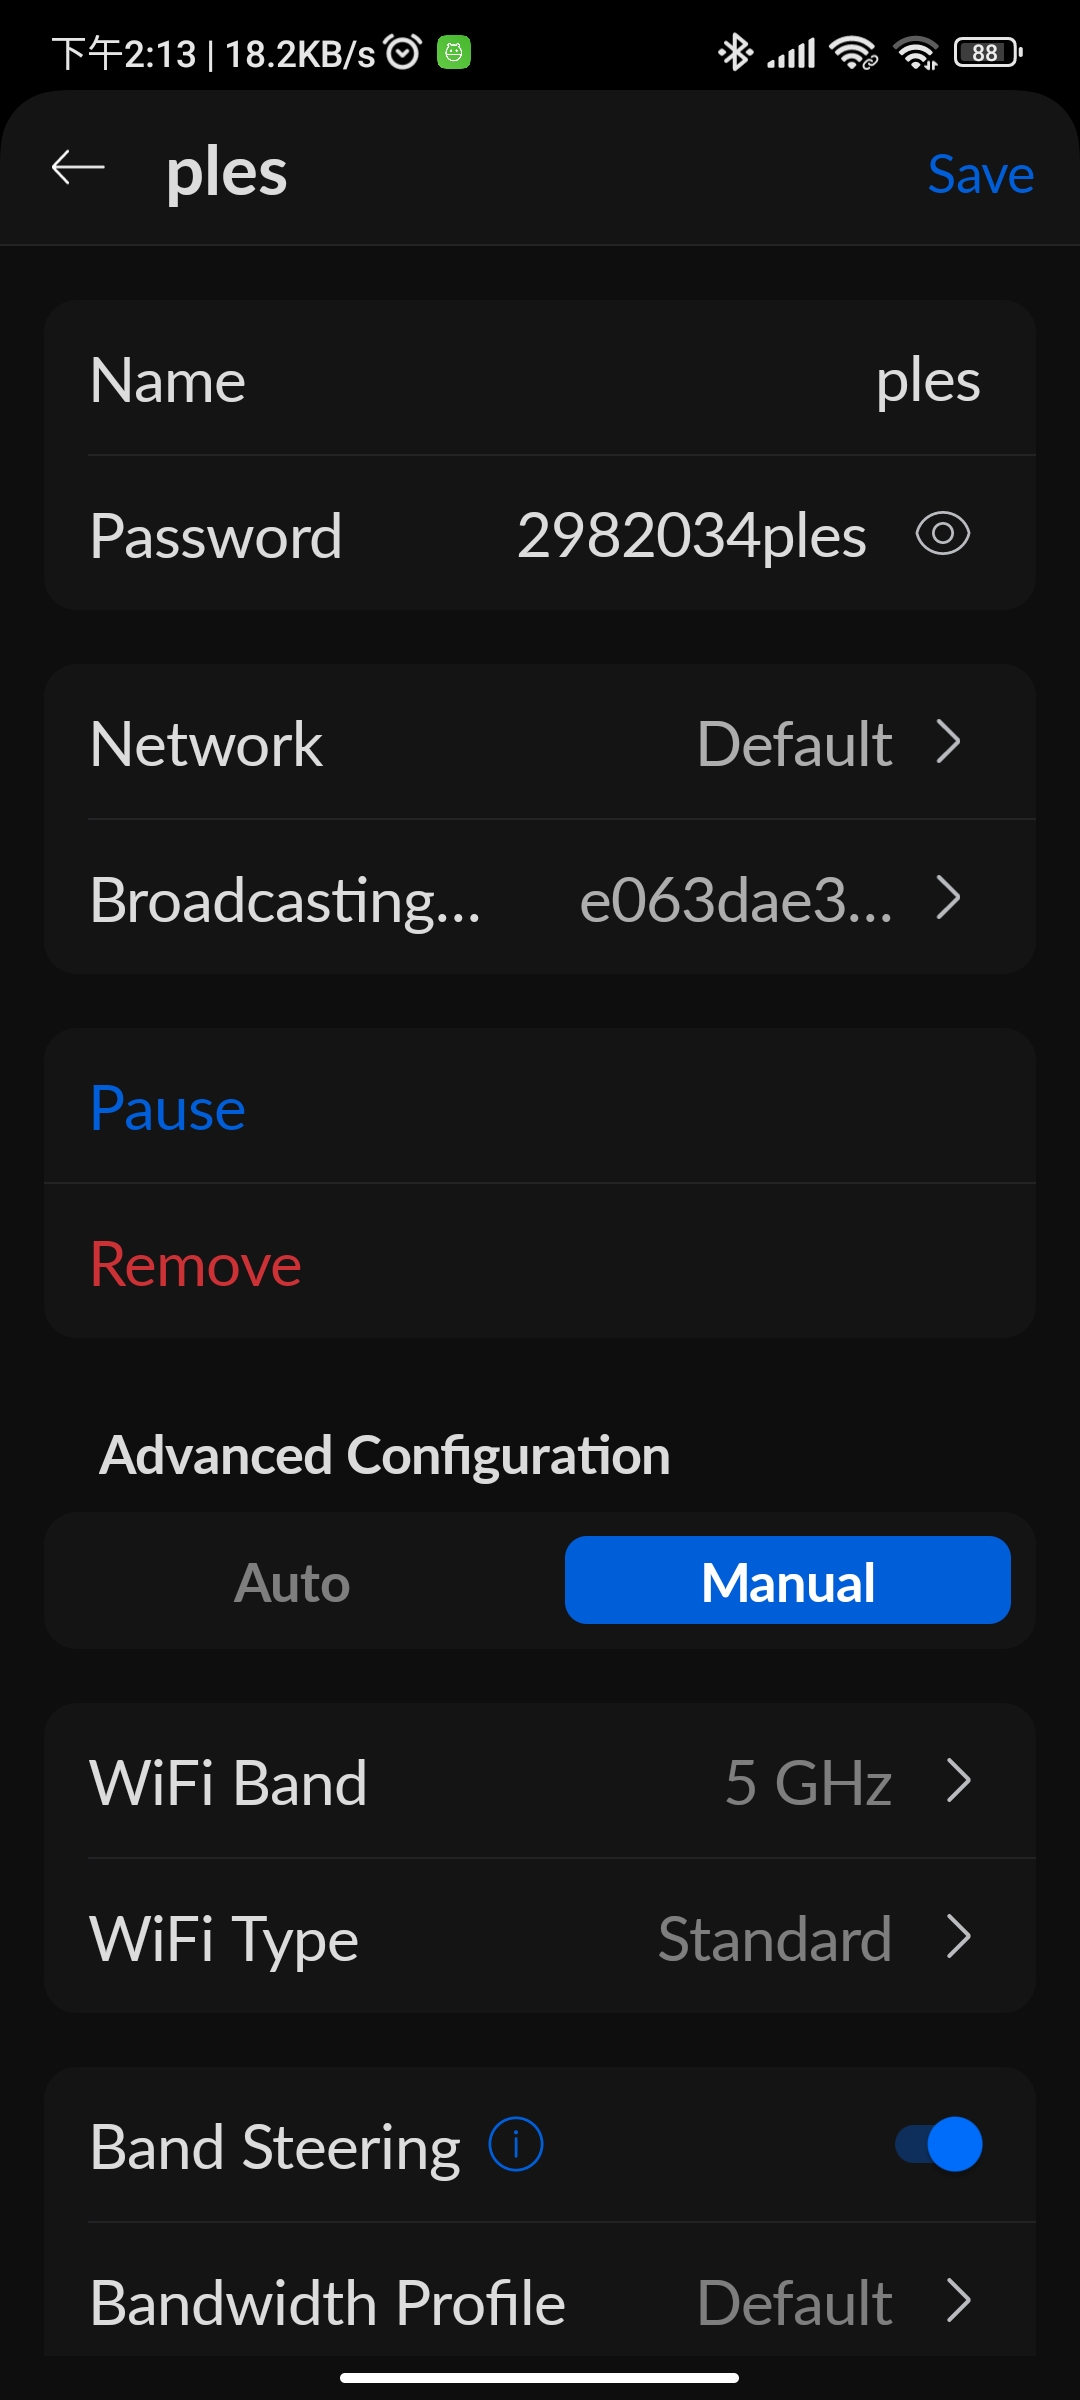 下午2:13 | 18.2KB/s 88
ples Save
Name ples
Password 2982034ples
Network Default
Broadcasting... e063dae3...
Pause
Remove
Advanced Configuration
Auto Manual
WiFi Band 5 GHz
WiFi Type Standard
Band Steering
Bandwidth Profile Default